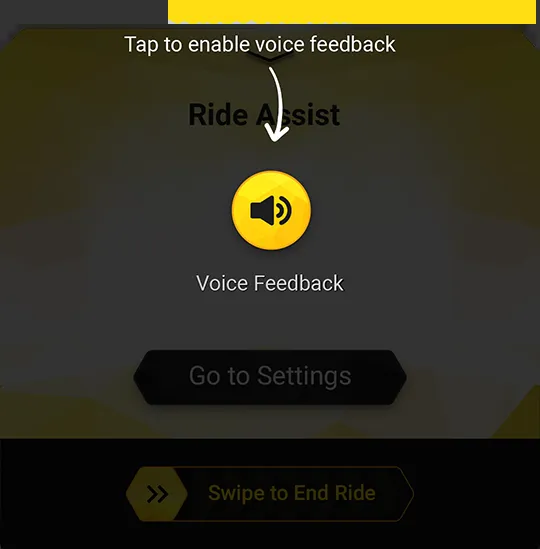 Tap to enable voice feedback
Ride Assist
Voice Feedback
Go to Settings
Swipe to End Ride